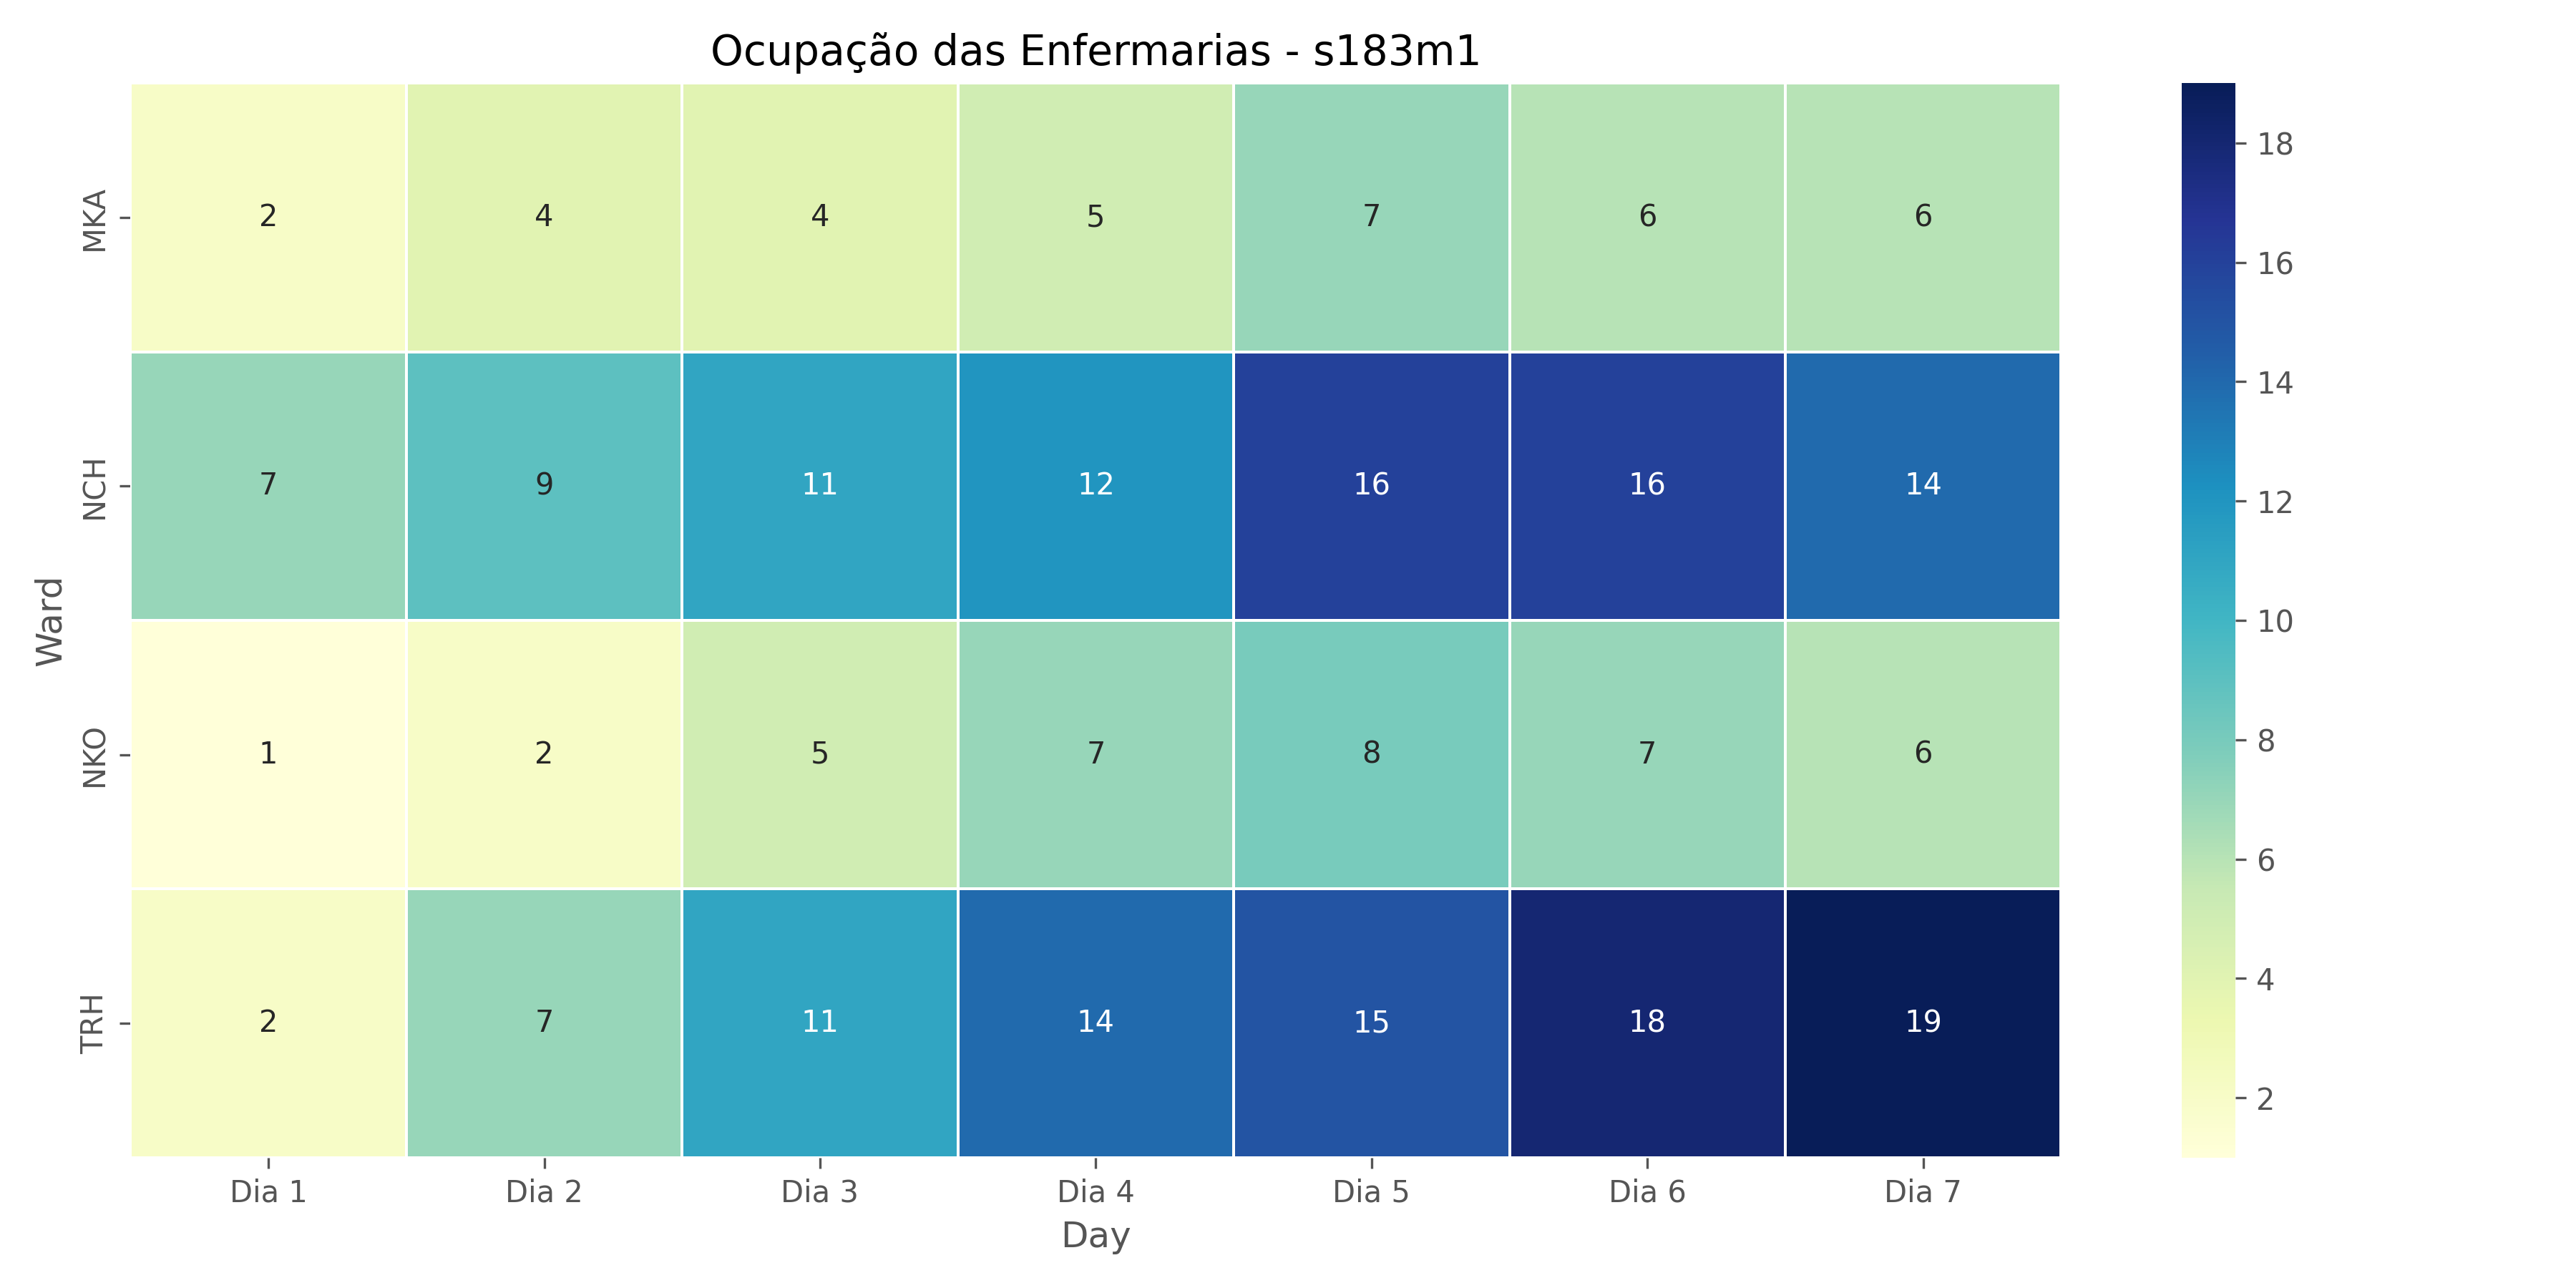 Ocupação das Enfermarias - s183m1
Ward
MKA 2 4 4 5 7 6 6
NCH 7 9 11 12 16 16 14
NKO 1 2 5 7 8 7 6
TRH 2 7 11 14 15 18 19
Dia 1 Dia 2 Dia 3 Dia 4 Dia 5 Dia 6 Dia 7
Day
18
16
14
12
10
8
6
4
2